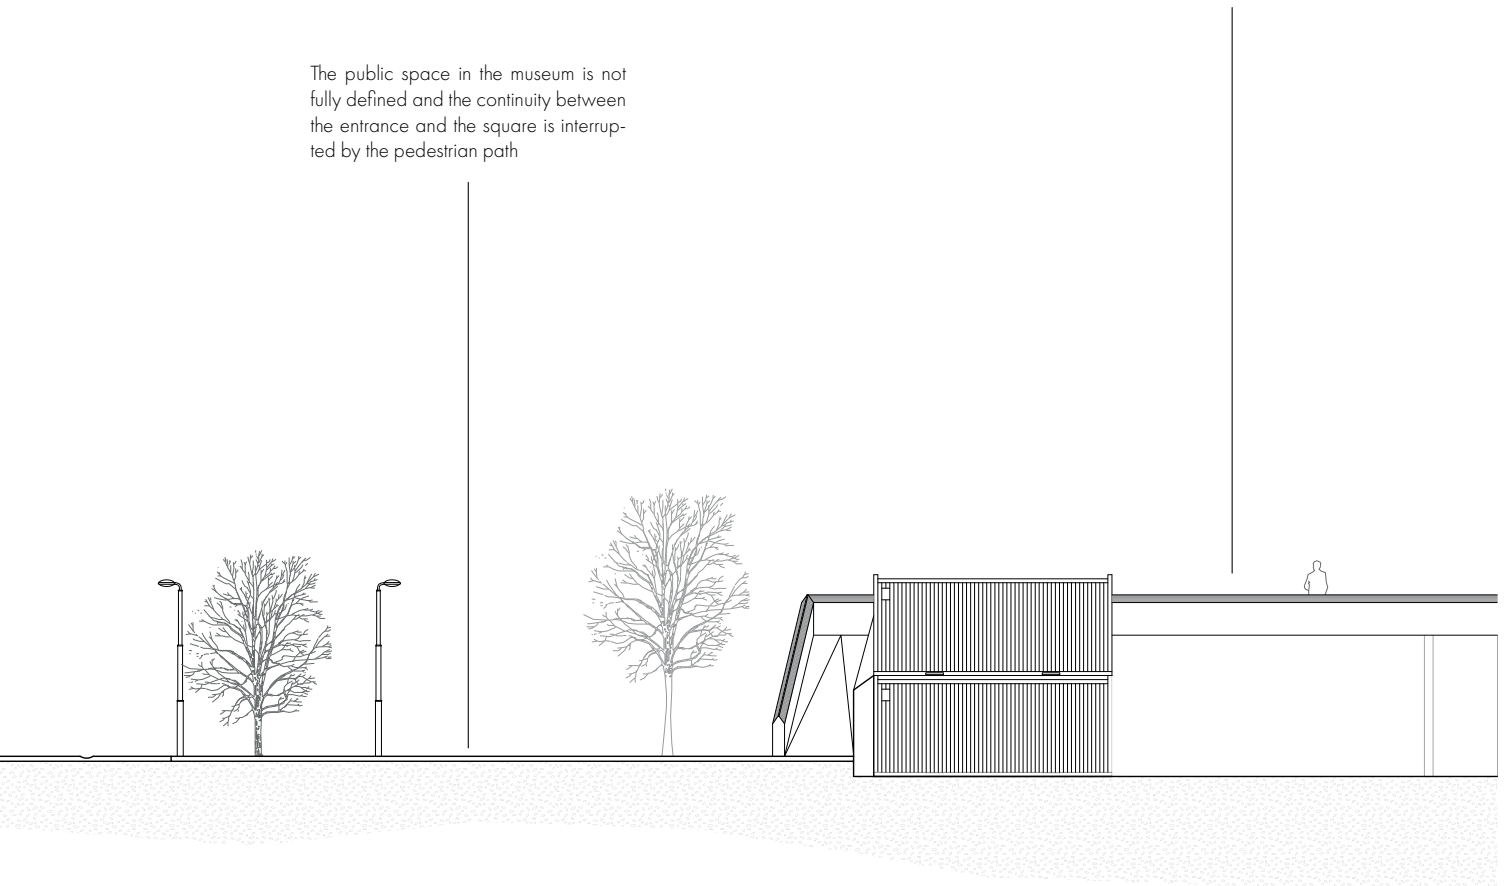 The public space in the museum is not
fully defined and the continuity between
the entrance and the square is interrup-
ted by the pedestrian path